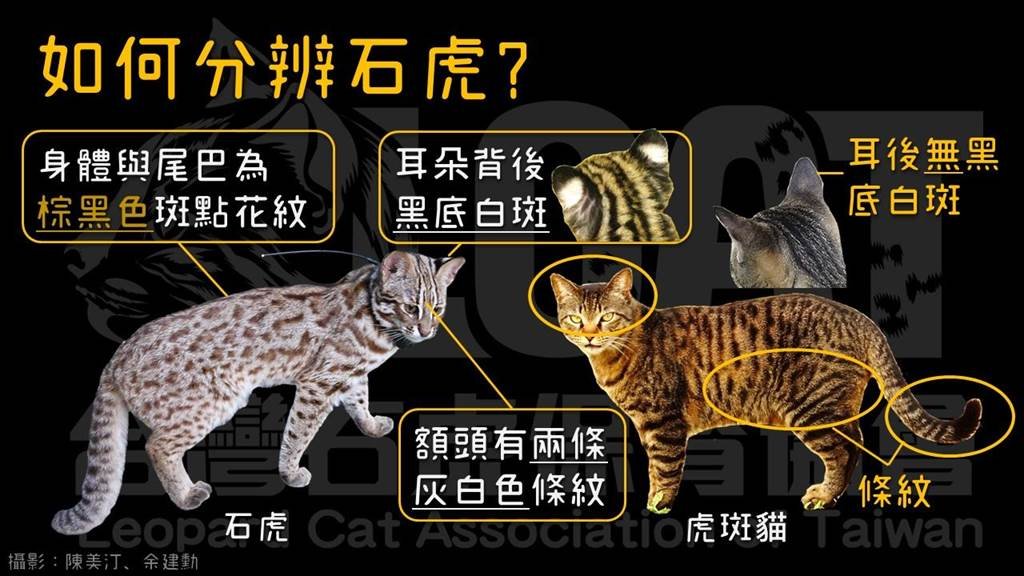 如何分辨石虎?
身體與尾巴為
棕黑色斑點花紋
耳朵背後
黑底白斑
耳後無黑
底白斑
額頭有兩條
灰白色條紋
條紋
石虎
虎斑貓
LCAT
台灣石虎保育協會
Leopard Cat Association of Taiwan
攝影：陳美汀、余建勳